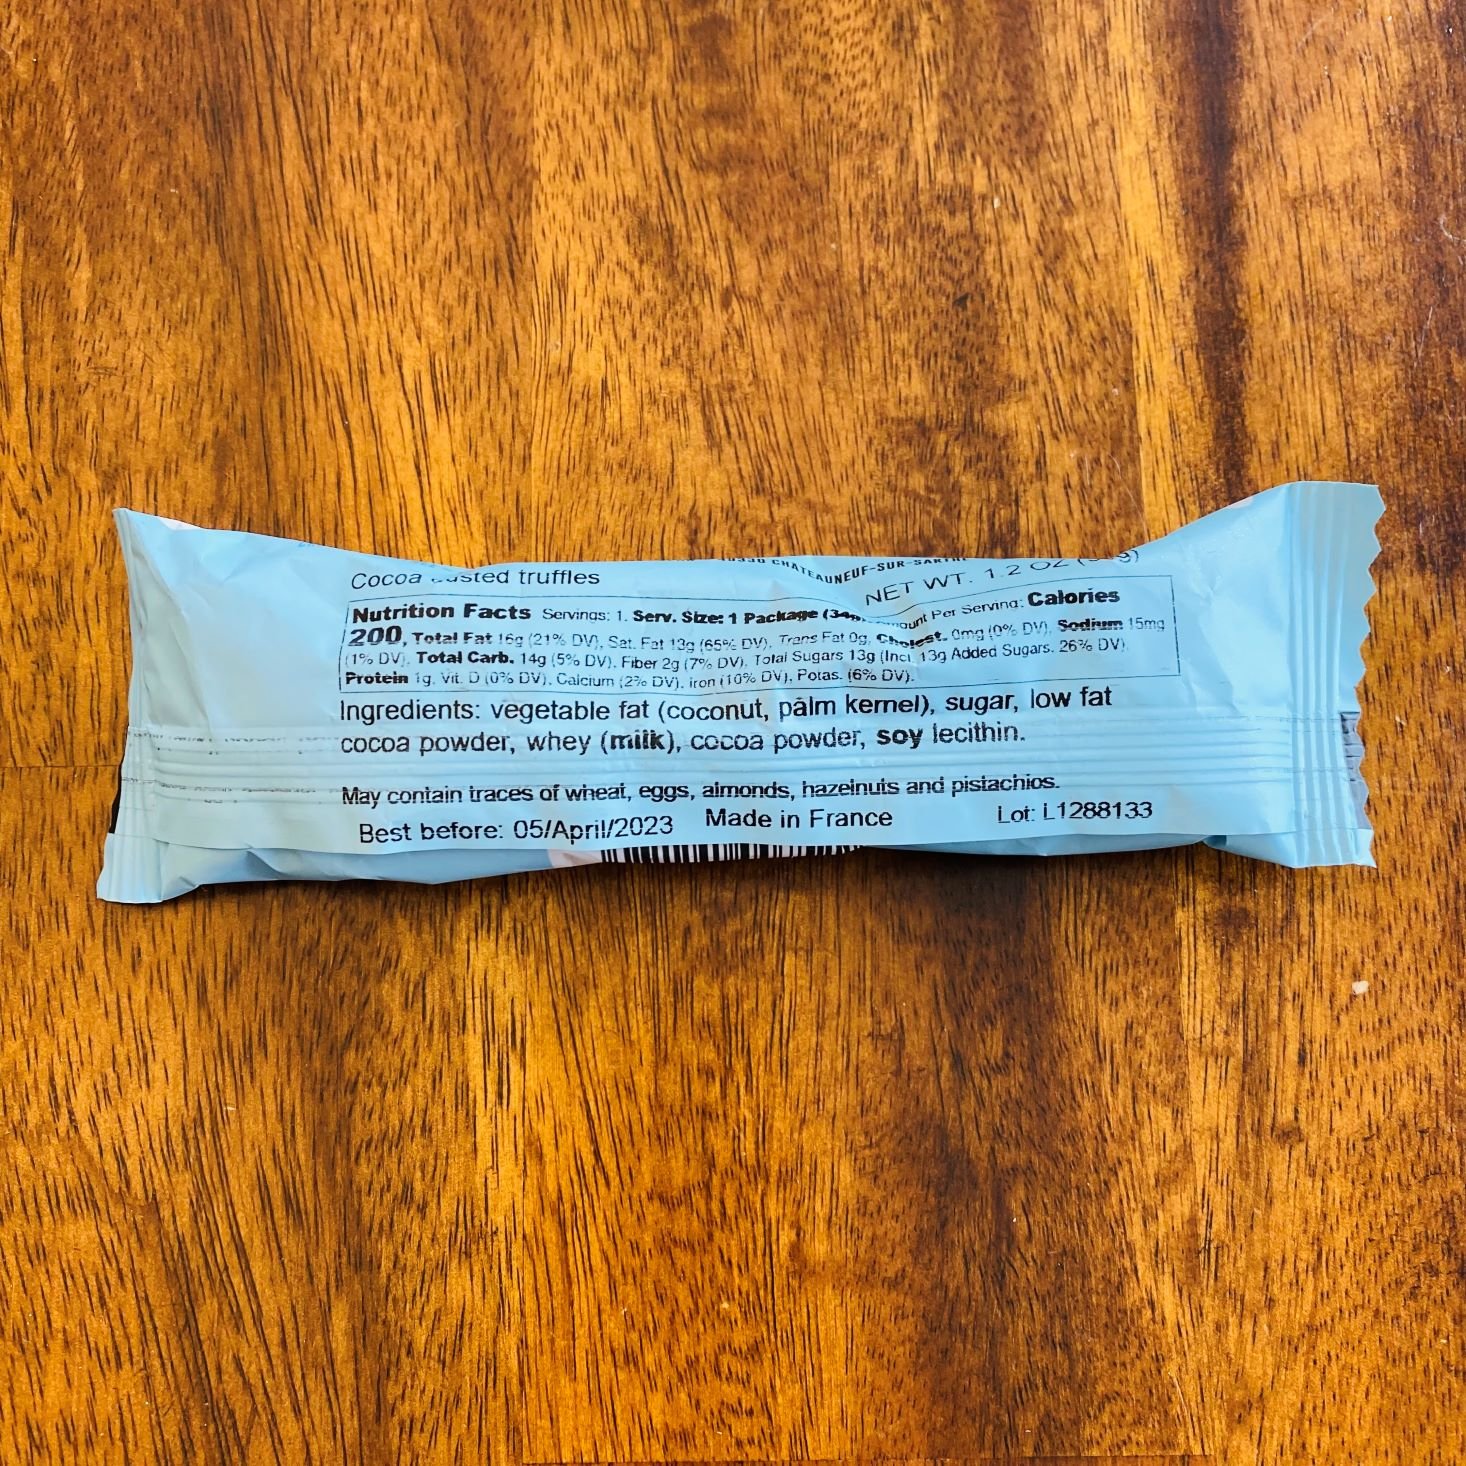 CHÂTEAUNEUF-SUR-SARTHE
Cocoa dusted truffles
NET WT. 1.2 OZ
Nutrition Facts Servings: 1. Serv. Size: 1 Package (34g), Amount Per Serving: Calories
200, Total Fat 16g (21% DV), Sat. Fat 13g (65% DV), Trans Fat 0g, Cholest. 0mg (0% DV), Sodium 15mg
(1% DV), Total Carb. 14g (5% DV), Fiber 2g (7% DV), Total Sugars 13g (Incl. 13g Added Sugars, 26% DV)
Protein 1g, Vit. D (0% DV), Calcium (2% DV), Iron (10% DV), Potas. (6% DV).
Ingredients: vegetable fat (coconut, palm kernel), sugar, low fat
cocoa powder, whey (milk), cocoa powder, soy lecithin.
May contain traces of wheat, eggs, almonds, hazelnuts and pistachios.
Best before: 05/April/2023 Made in France Lot: L1288133